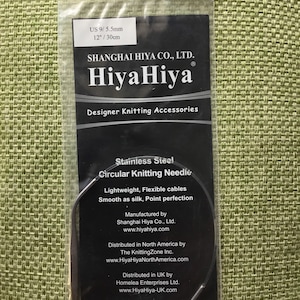 US 9/ 5.5mm
12"/ 30cm
SHANGHAI HIYA CO., LTD.
HiyaHiya®
Designer Knitting Accessories
Stainless Steel
Circular Knitting Needle
Lightweight, Flexible cables
Smooth as silk, Point perfection
Manufactured by
Shanghai Hiya Co., Ltd.
www.hiyahiya.com
Distributed in North America by
The KnittingZone Inc.
www.HiyaHiyaNorthAmerica.com
Distributed in UK by
Homelea Enterprises Ltd.
www.HiyaHiya-UK.com